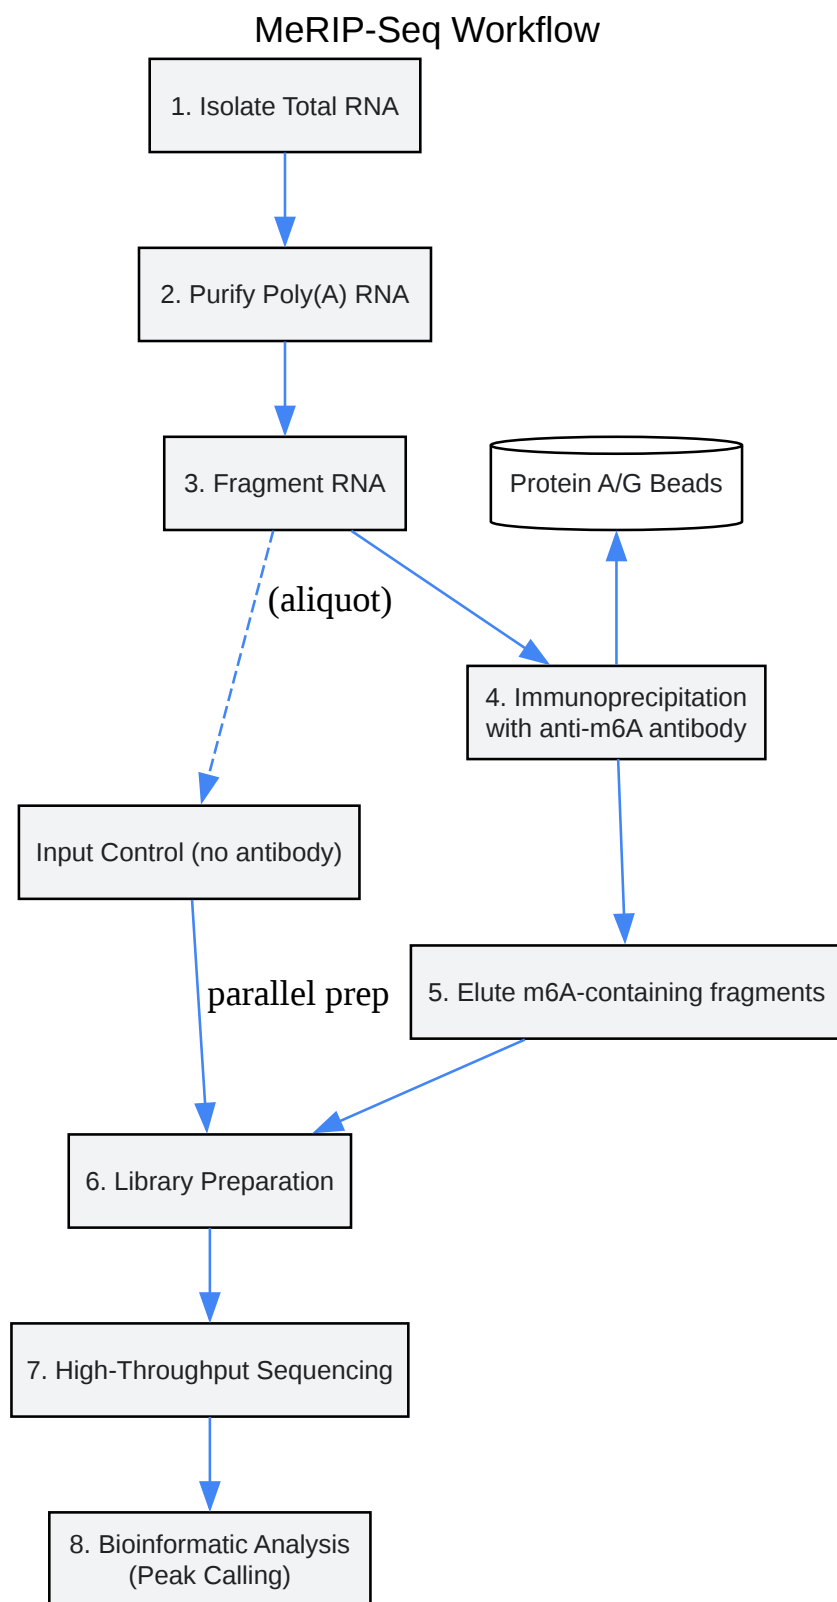 MeRIP-Seq Workflow
1. Isolate Total RNA
2. Purify Poly(A) RNA
3. Fragment RNA
Protein A/G Beads
(aliquot)
4. Immunoprecipitation
with anti-m6A antibody
Input Control (no antibody)
parallel prep
5. Elute m6A-containing fragments
6. Library Preparation
7. High-Throughput Sequencing
8. Bioinformatic Analysis
(Peak Calling)